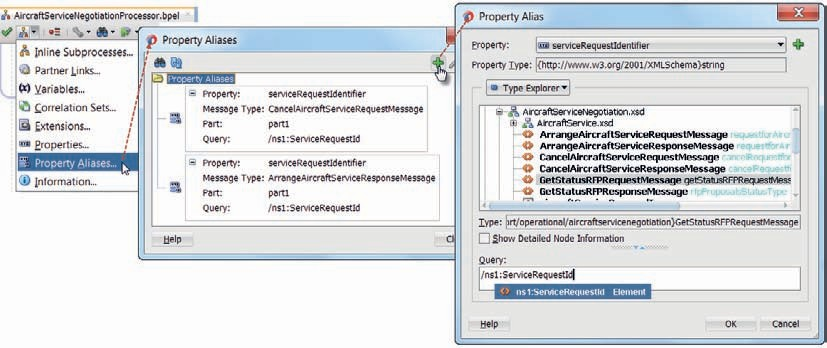 AircraftServiceNegotiationProcessor.bpel
Inline Subprocesses...
Partner Links...
Variables...
Correlation Sets...
Extensions...
Properties...
Property Aliases...
Information...
Property Aliases
Property Aliases
Property: serviceRequestIdentifier
Message Type: CancelAircraftServiceRequestMessage
Part: part1
Query: /ns1:ServiceRequestId
Property: serviceRequestIdentifier
Message Type: ArrangeAircraftServiceResponseMessage
Part: part1
Query: /ns1:ServiceRequestId
Help
Cl
Property Alias
Property: serviceRequestIdentifier
Property Type: {http://www.w3.org/2001/XMLSchema}string
Type Explorer
AircraftServiceNegotiation.xsd
AircraftService.xsd
ArrangeAircraftServiceRequestMessage requestforAirc
ArrangeAircraftServiceResponseMessage requestforAir
CancelAircraftServiceRequestMessage cancelRequestfo
CancelAircraftServiceResponseMessage cancelRequestf
GetStatusRFPRequestMessage getStatusRFPRequestMess
GetStatusRFPResponseMessage rfpProposalsStatusType
Type: ort/operational/aircraftservicenegotiation}GetStatusRFPRequestMessage
Show Detailed Node Information
Query:
/ns1:ServiceRequestId
ns1:ServiceRequestId Element
Help
OK
Cancel